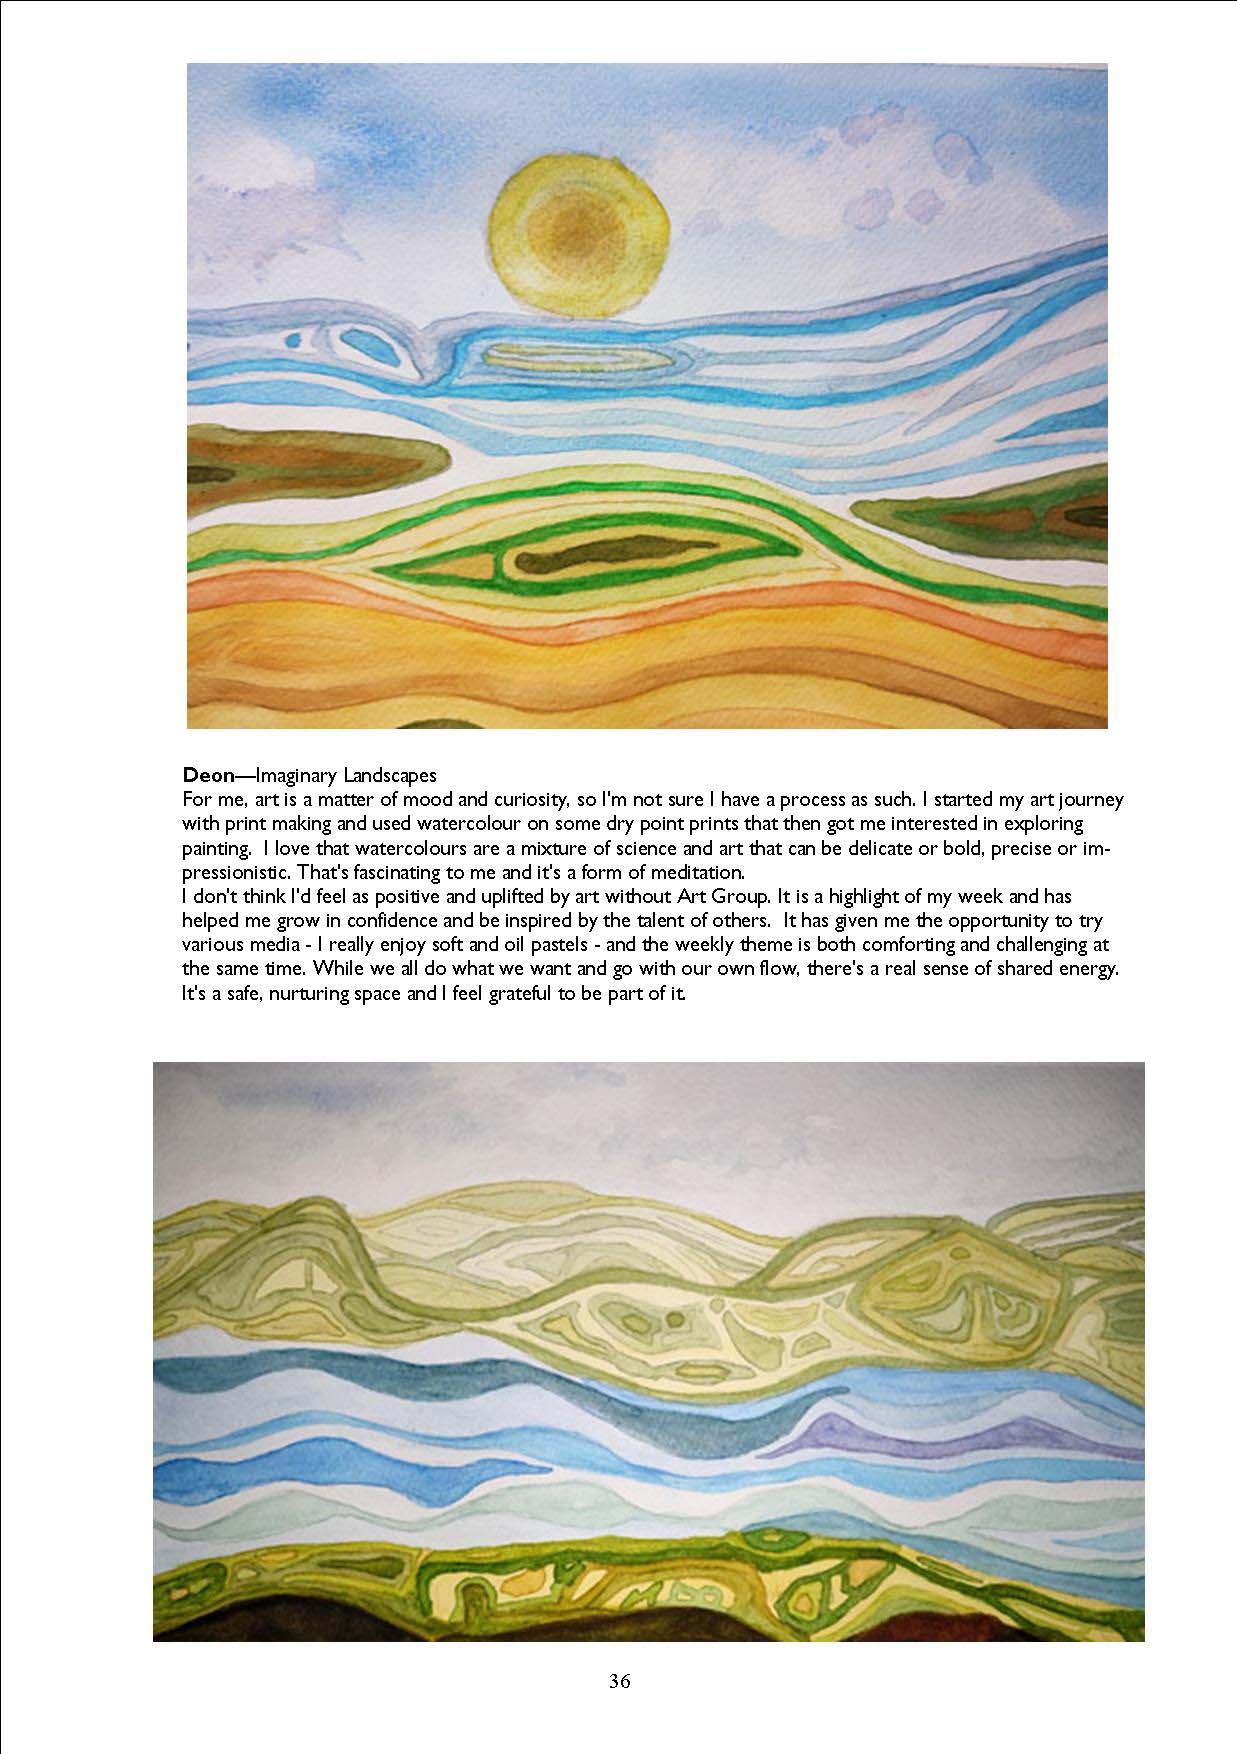 Deon—Imaginary Landscapes
For me, art is a matter of mood and curiosity, so I'm not sure I have a process as such. I started my art journey
with print making and used watercolour on some dry point prints that then got me interested in exploring
painting.  I love that watercolours are a mixture of science and art that can be delicate or bold, precise or im-
pressionistic. That's fascinating to me and it's a form of meditation.
I don't think I'd feel as positive and uplifted by art without Art Group. It is a highlight of my week and has
helped me grow in confidence and be inspired by the talent of others.  It has given me the opportunity to try
various media - I really enjoy soft and oil pastels - and the weekly theme is both comforting and challenging at
the same time. While we all do what we want and go with our own flow, there's a real sense of shared energy.
It's a safe, nurturing space and I feel grateful to be part of it.
36